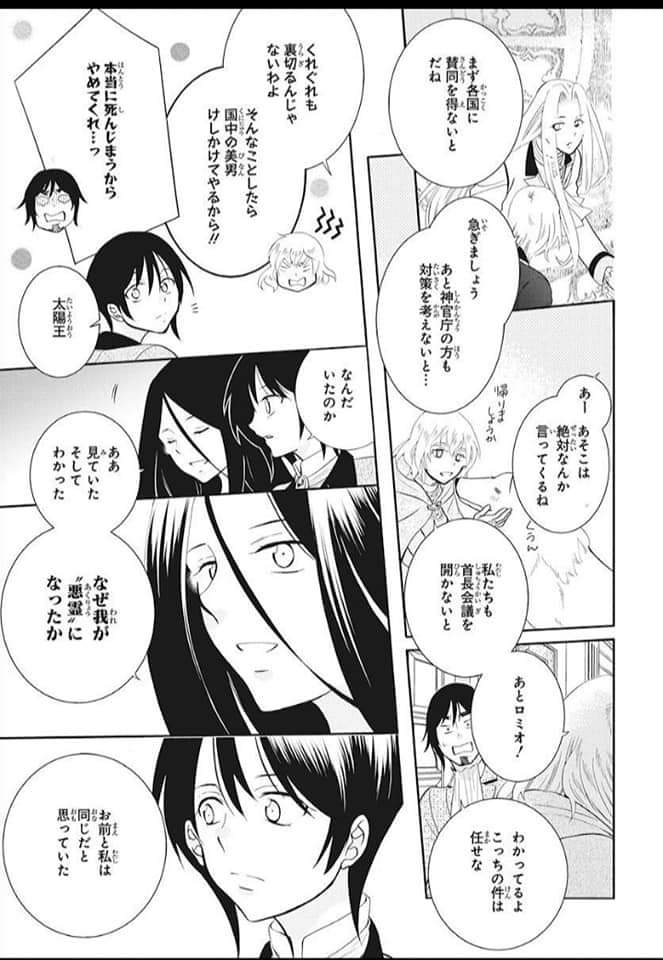 まず各国に
賛同を得ないと
だね
急ぎましょう
あと神官庁の方も
対策を考えないと…
帰りま
しょうか
あー あそこは
絶対なんか
言ってくるね
くぅん
私たちも
首長会議を
開かないと
あとロミオ！
わかってるよ
こっちの件は
任せな
くれぐれも
裏切るんじゃ
ないわよ
そんなことしたら
国中の美男
けしかけてやるから!!
本当に死んじまうから
やめてくれ…っ
太陽王
なんだ
いたのか
ああ
見ていた
そして
わかった
なぜ我が
〝悪霊〟に
なったか
お前と私は
同じだと
思っていた